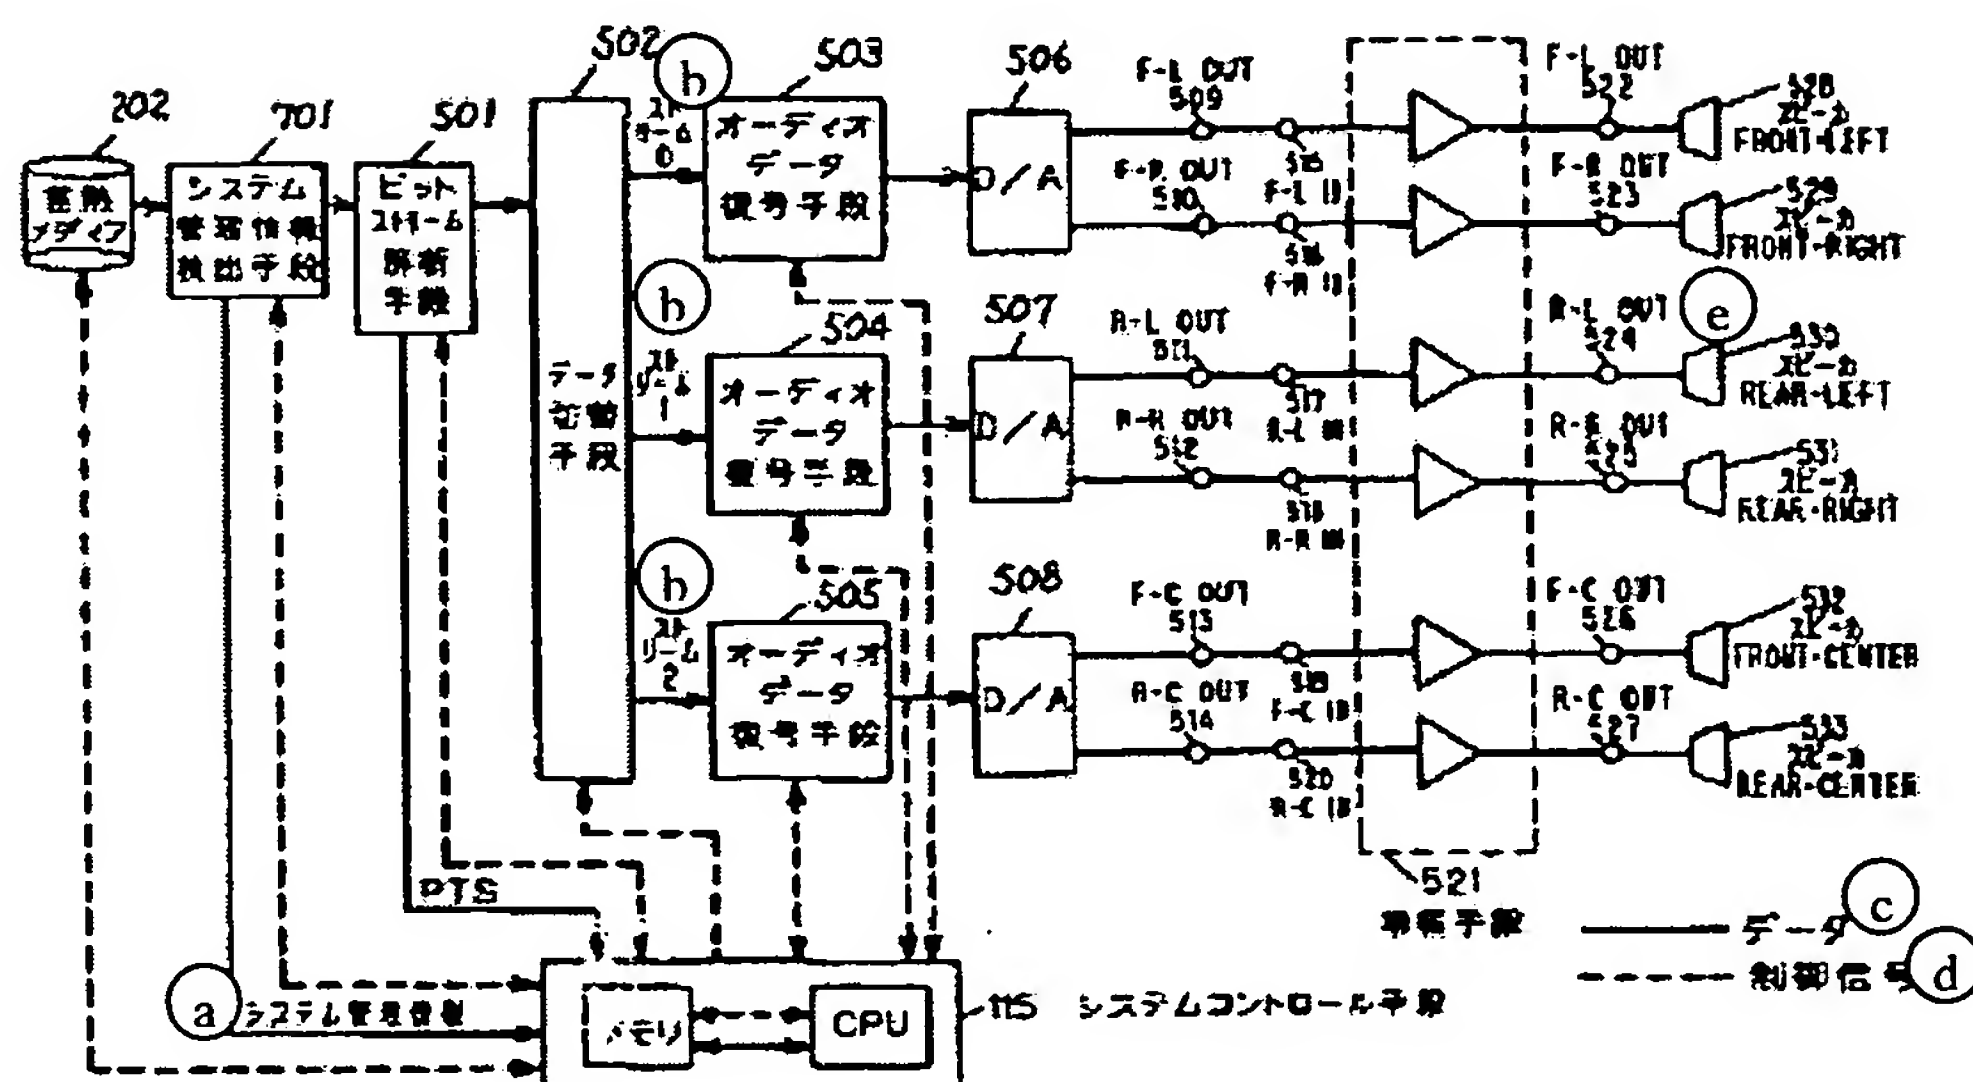 202
蓄積
メディア
701
システム
管理情報
検出手段
501
ビット
ストリーム
解析
手段
502
データ
切替
手段
b
スト
リーム
0
503
オーディオ
データ
復号手段
b
スト
リーム
1
504
オーディオ
データ
復号手段
b
スト
リーム
2
505
オーディオ
データ
復号手段
506
D/A
507
D/A
508
D/A
F-L OUT
509
515
F-L IN
F-R OUT
510
516
F-R IN
R-L OUT
511
517
R-L IN
R-R OUT
512
518
R-R IN
F-C OUT
513
519
F-C IN
R-C OUT
514
520
R-C IN
F-L OUT
522
528
スピーカ
FRONT-LEFT
F-R OUT
523
529
スピーカ
FRONT-RIGHT
R-L OUT
524
e
530
スピーカ
REAR-LEFT
R-R OUT
525
531
スピーカ
REAR-RIGHT
F-C OUT
526
532
スピーカ
FRONT-CENTER
R-C OUT
527
533
スピーカ
REAR-CENTER
521
増幅手段
データ
c
制御信号
d
PTS
a
システム管理情報
メモリ
CPU
115
システムコントロール手段